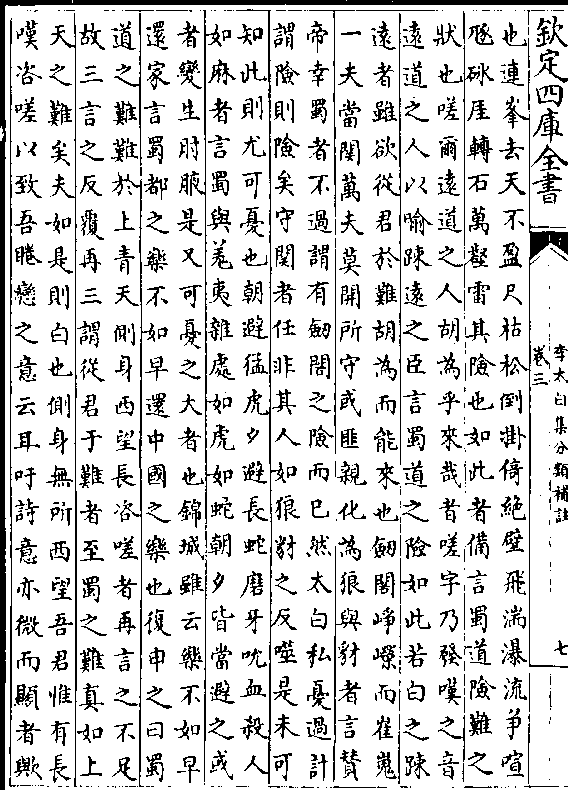 欽定四庫全書
李太白集分類補註
卷三
七
也連峯去天不盈尺枯松倒掛倚絶壁飛湍瀑流爭喧
豗砯厓轉石萬壑雷其險也如此者備言蜀道險難之
狀也嗟爾遠道之人胡為乎來哉者嗟字乃發嘆之音
遠道之人以喻踈遠之臣言蜀道之險如此若白之踈
遠者雖欲從君於難胡為而能來也劒閣崢嶸而崔嵬
一夫當關萬夫莫開所守或匪親化為狼與豺者言賛
帝幸蜀者不過謂有劒閣之險而已然太白私憂過計
謂險則險矣守關者任非其人如狼豺之反噬是未可
知此則尤可憂也朝避猛虎夕避長蛇磨牙吮血殺人
如麻者言蜀與羗夷雜處如虎如蛇朝夕皆當避之或
者變生肘腋是又可憂之大者也錦城雖云樂不如早
還家言蜀都之樂不如早還中國之樂也復申之曰蜀
道之難難於上青天側身西望長咨嗟者再言之不足
故三言之反覆再三謂從君于難者至蜀之難真如上
天之難矣夫如是則白也側身無所西望吾君惟有長
嘆咨嗟以致吾睠戀之意云耳吁詩意亦微而顯者歟